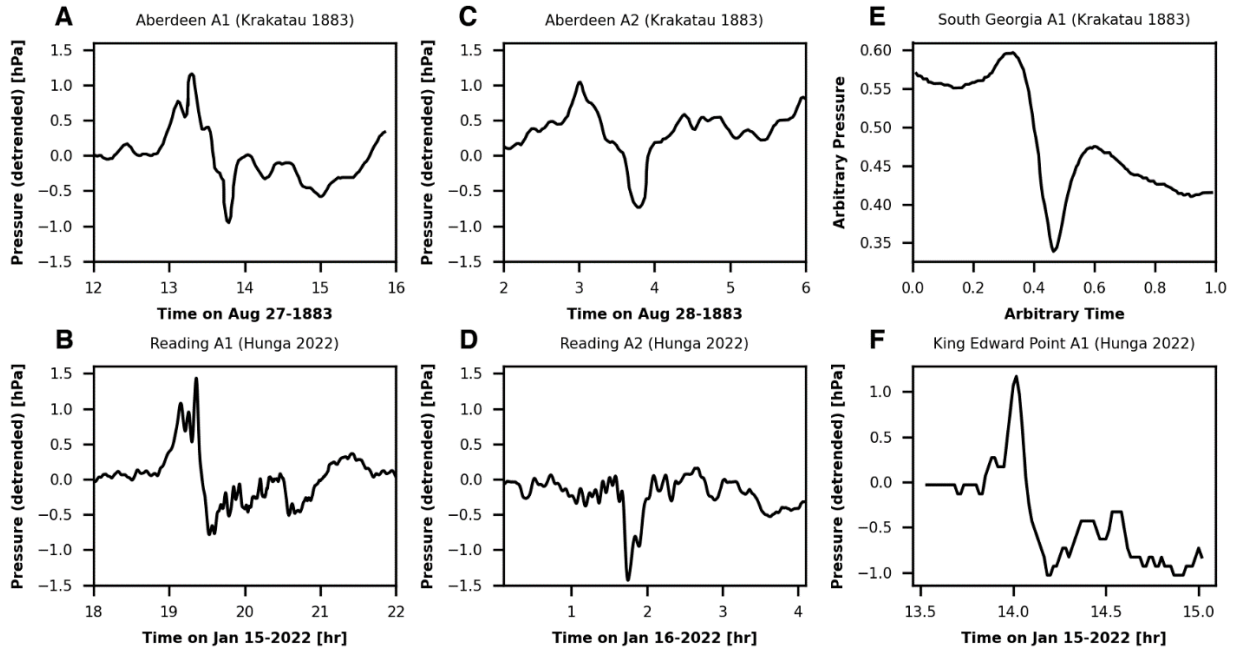 A
Aberdeen A1 (Krakatau 1883)
Pressure (detrended) [hPa]
1.5
1.0
0.5
0.0
−0.5
−1.0
−1.5
12
13
14
15
16
Time on Aug 27-1883
C
Aberdeen A2 (Krakatau 1883)
Pressure (detrended) [hPa]
1.5
1.0
0.5
0.0
−0.5
−1.0
−1.5
2
3
4
5
6
Time on Aug 28-1883
E
South Georgia A1 (Krakatau 1883)
Arbitrary Pressure
0.60
0.55
0.50
0.45
0.40
0.35
0.0
0.2
0.4
0.6
0.8
1.0
Arbitrary Time
B
Reading A1 (Hunga 2022)
Pressure (detrended) [hPa]
1.5
1.0
0.5
0.0
−0.5
−1.0
−1.5
18
19
20
21
22
Time on Jan 15-2022 [hr]
D
Reading A2 (Hunga 2022)
Pressure (detrended) [hPa]
1.5
1.0
0.5
0.0
−0.5
−1.0
−1.5
1
2
3
4
Time on Jan 16-2022 [hr]
F
King Edward Point A1 (Hunga 2022)
Pressure (detrended) [hPa]
1.0
0.5
0.0
−0.5
−1.0
13.5
14.0
14.5
15.0
Time on Jan 15-2022 [hr]